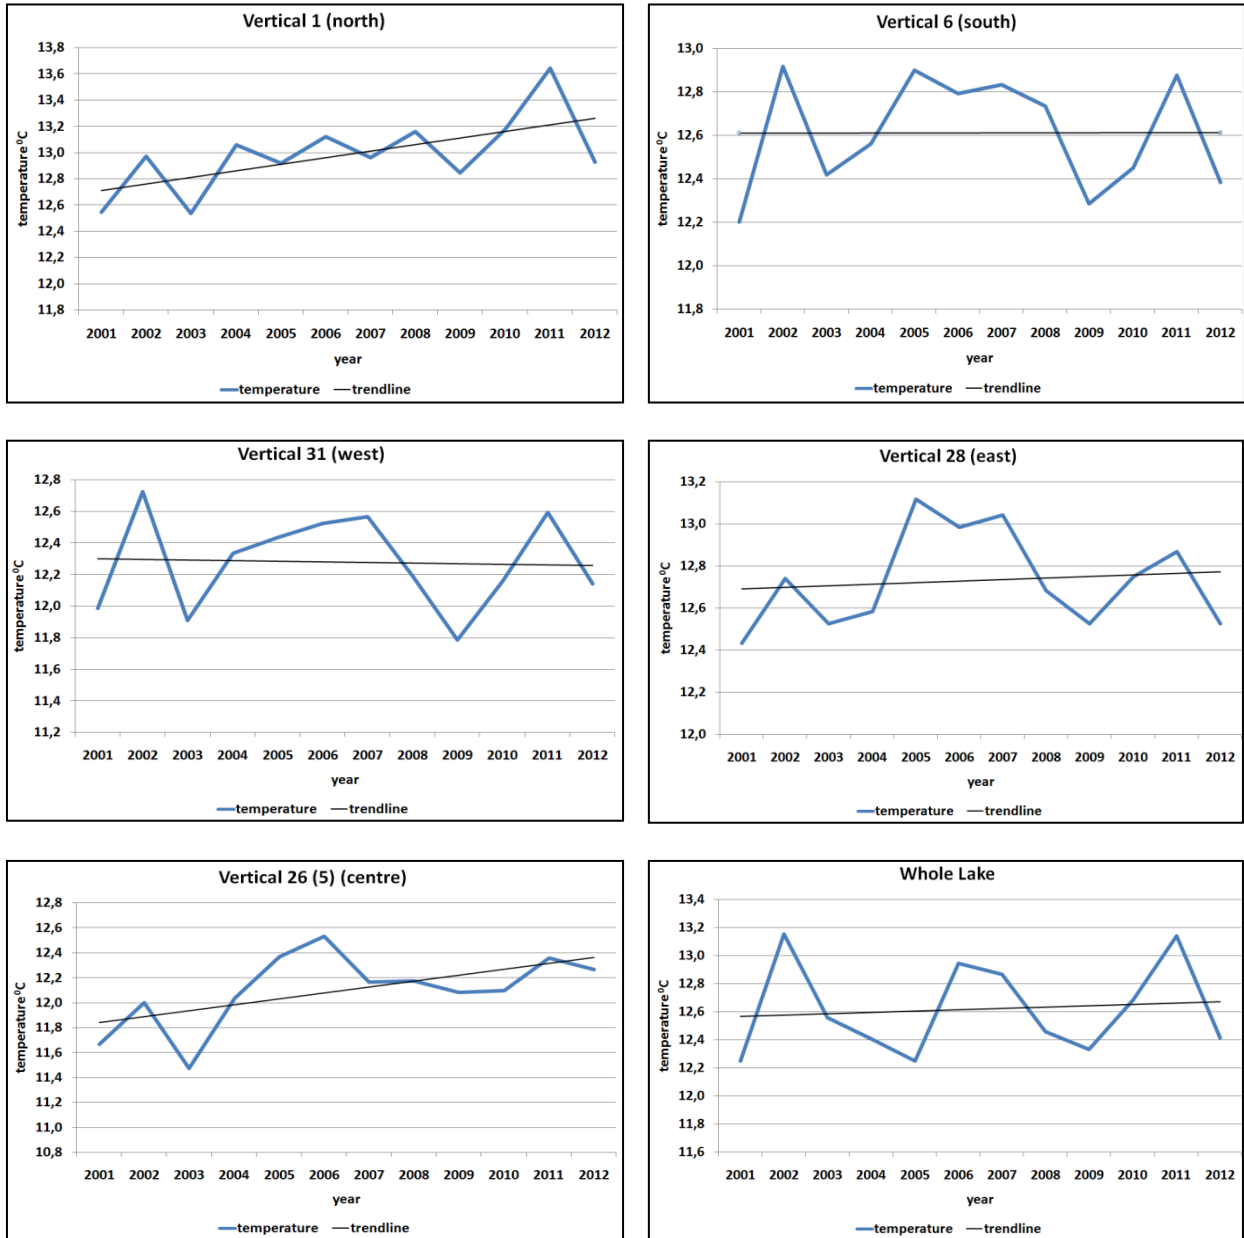 Vertical 1 (north)
temperature ⁰C
13,8
13,6
13,4
13,2
13,0
12,8
12,6
12,4
12,2
12,0
11,8
2001 2002 2003 2004 2005 2006 2007 2008 2009 2010 2011 2012
year
temperature trendline
Vertical 6 (south)
temperature ⁰C
13,0
12,8
12,6
12,4
12,2
12,0
11,8
2001 2002 2003 2004 2005 2006 2007 2008 2009 2010 2011 2012
year
temperature trendline
Vertical 31 (west)
temperature ⁰C
12,8
12,6
12,4
12,2
12,0
11,8
11,6
11,4
11,2
2001 2002 2003 2004 2005 2006 2007 2008 2009 2010 2011 2012
year
temperature trendline
Vertical 28 (east)
temperature ⁰C
13,2
13,0
12,8
12,6
12,4
12,2
12,0
2001 2002 2003 2004 2005 2006 2007 2008 2009 2010 2011 2012
year
temperature trendline
Vertical 26 (5) (centre)
temperature ⁰C
12,8
12,6
12,4
12,2
12,0
11,8
11,6
11,4
11,2
11,0
10,8
2001 2002 2003 2004 2005 2006 2007 2008 2009 2010 2011 2012
year
temperature trendline
Whole Lake
temperature ⁰C
13,4
13,2
13,0
12,8
12,6
12,4
12,2
12,0
11,8
11,6
2001 2002 2003 2004 2005 2006 2007 2008 2009 2010 2011 2012
year
temperature trendline